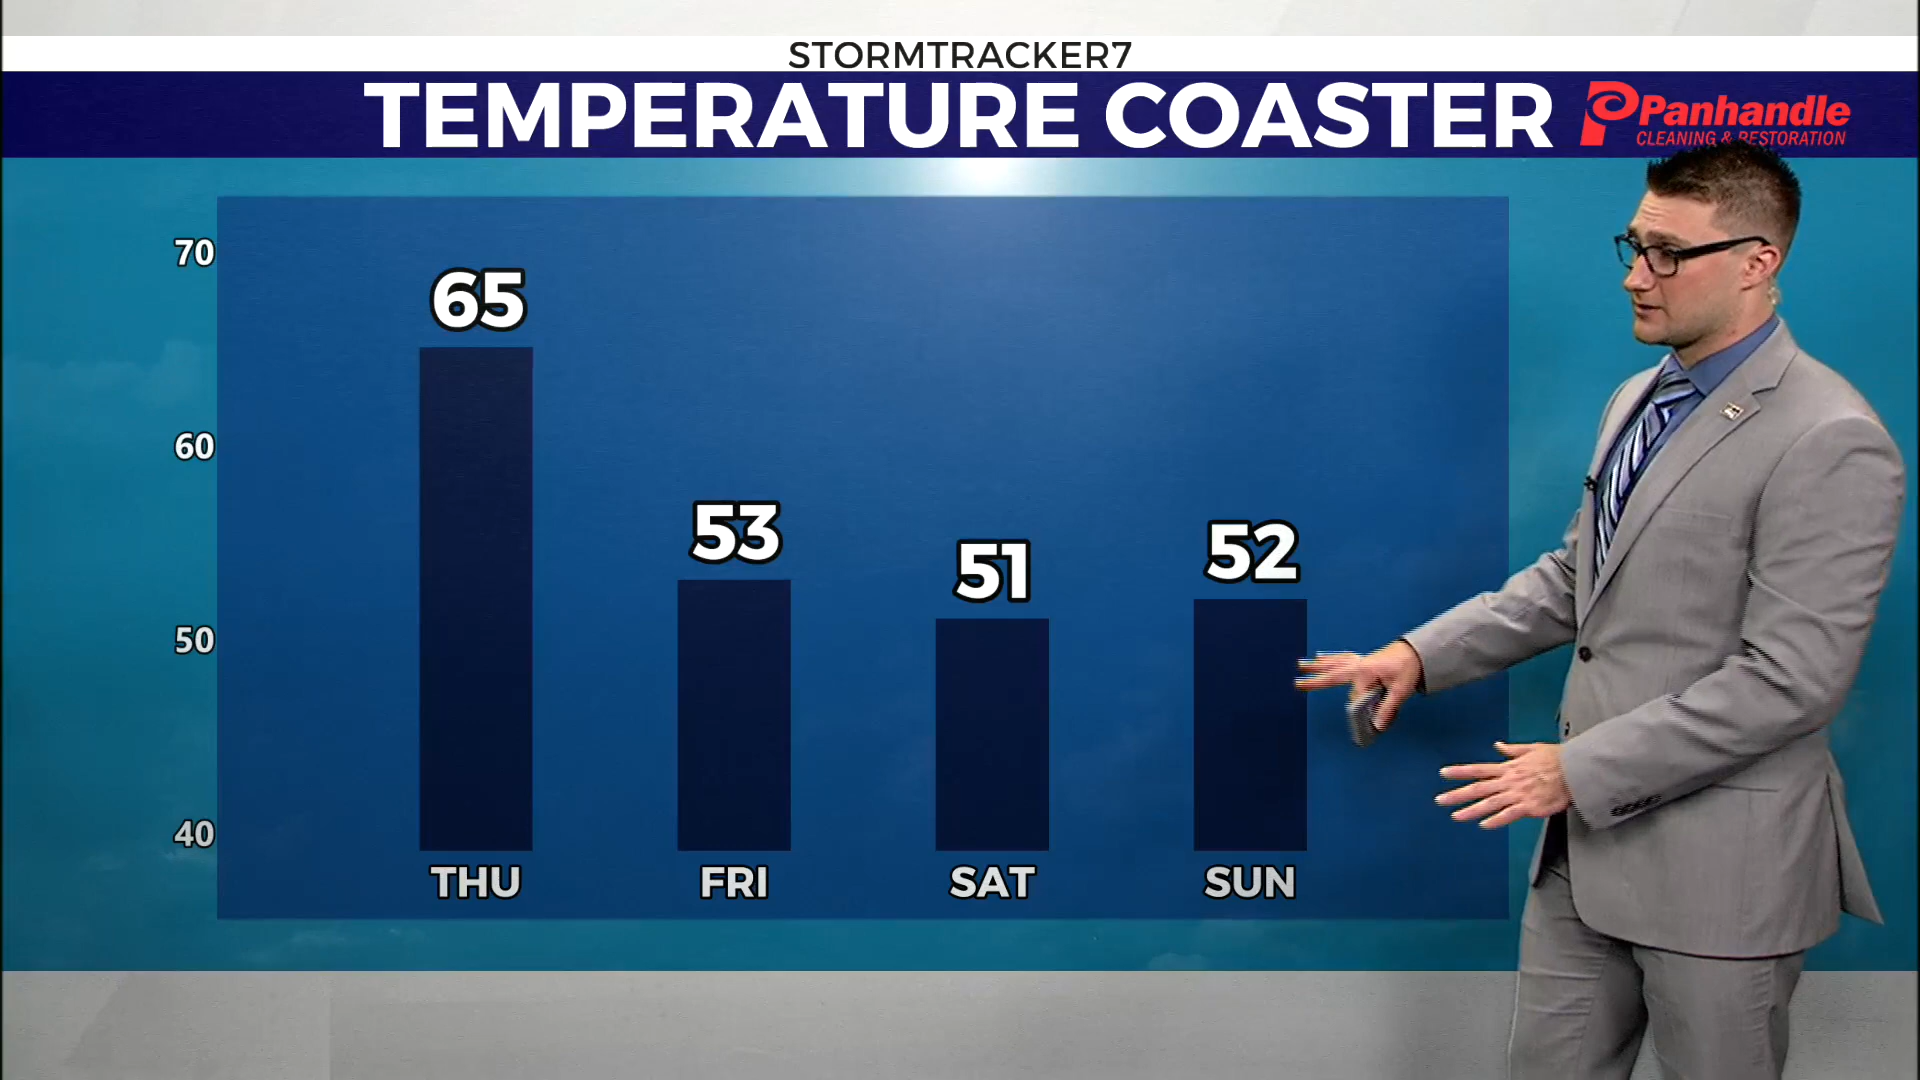 STORMTRACKER7
TEMPERATURE COASTER
Panhandle
CLEANING & RESTORATION
70
60
50
40
65
53
51
52
THU
FRI
SAT
SUN